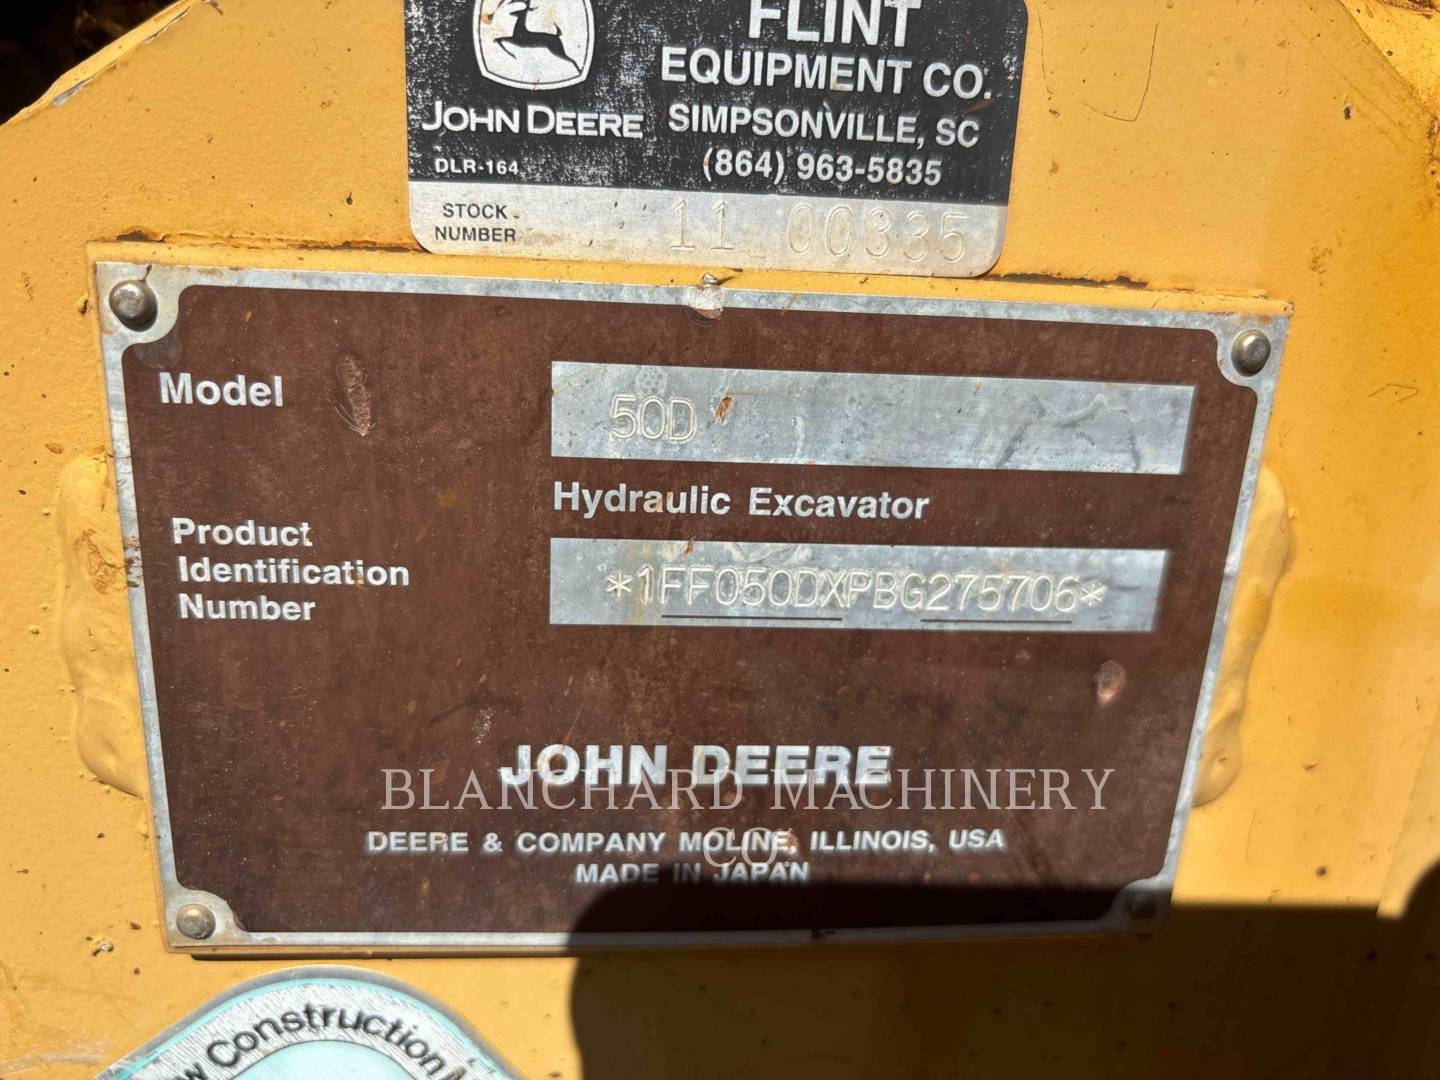 FLINT
EQUIPMENT CO.
JOHN DEERE
SIMPSONVILLE, SC
DLR-164
(864) 963-5835
STOCK
NUMBER
11 00335
Model
50D
Hydraulic Excavator
Product
Identification
Number
*1FF050DXPBG275706*
JOHN DEERE
BLANCHARD MACHINERY
CO.
DEERE & COMPANY MOLINE, ILLINOIS, USA
MADE IN JAPAN
Construction